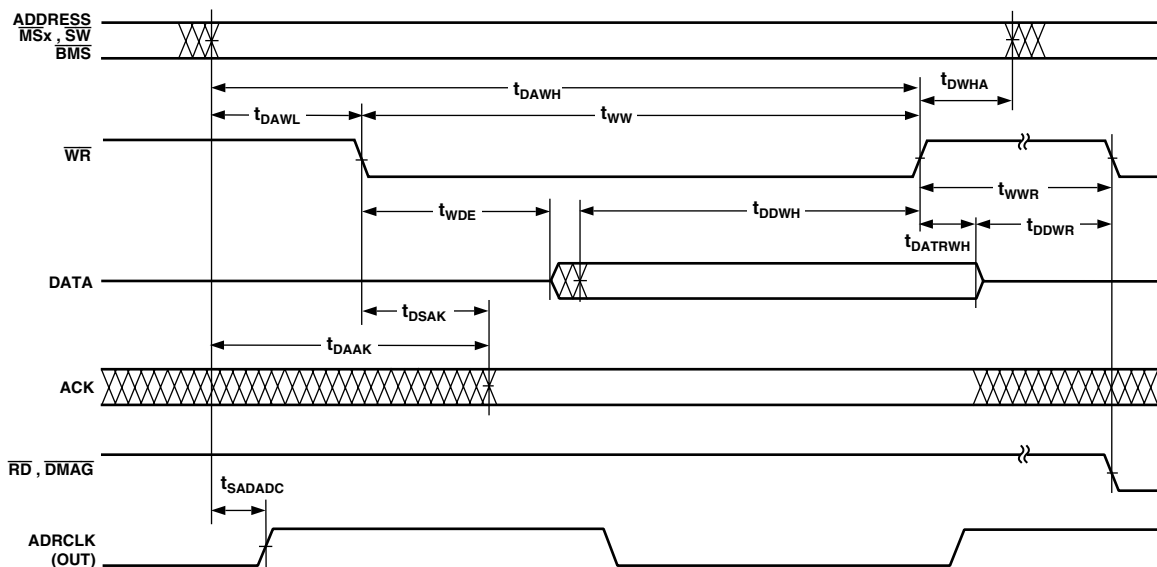 ADDRESS
MSx , SW
BMS
tDAWH
tDWHA
tDAWL
tWW
WR
tWWR
tWDE
tDDWH
tDATRWH
tDDWR
DATA
tDSAK
tDAAK
ACK
RD , DMAG
tSADADC
ADRCLK
(OUT)